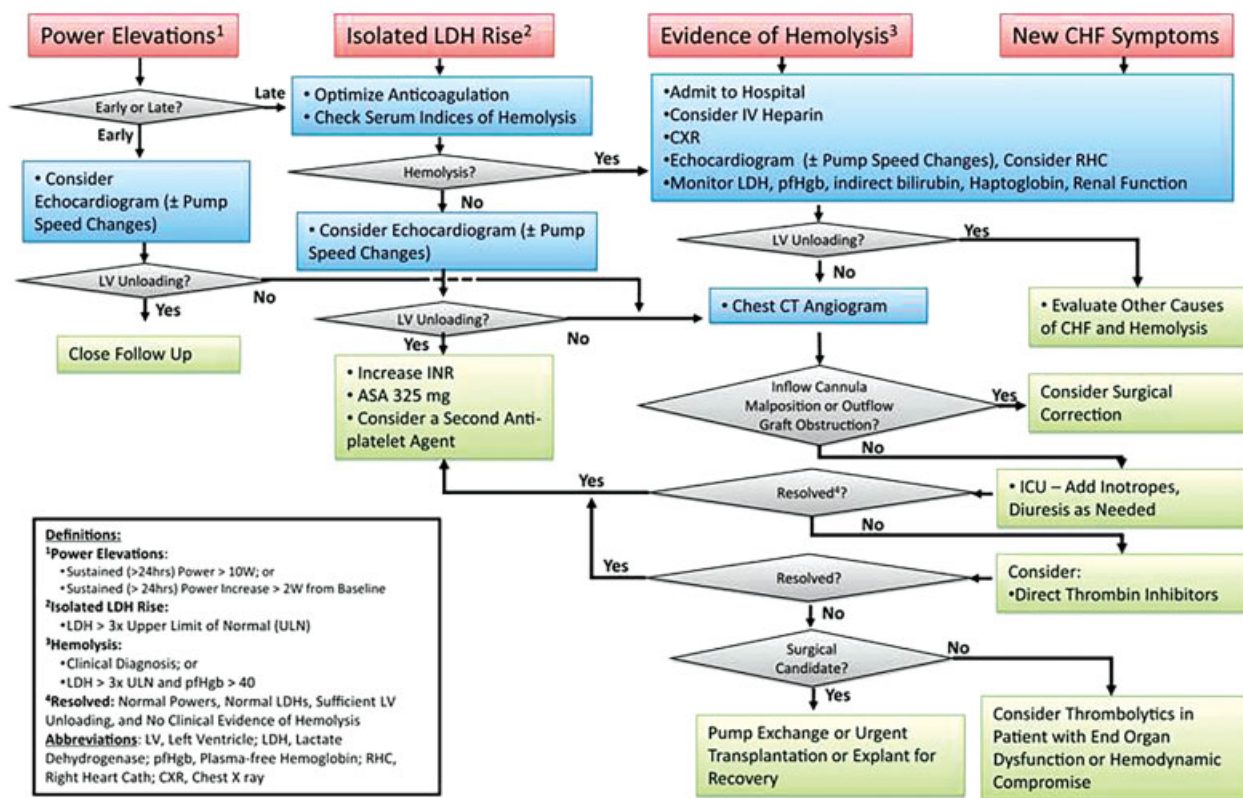 Power Elevations¹
Isolated LDH Rise²
Evidence of Hemolysis³
New CHF Symptoms
Early or Late?
Late
Early
• Optimize Anticoagulation
• Check Serum Indices of Hemolysis
•Admit to Hospital
•Consider IV Heparin
•CXR
•Echocardiogram (± Pump Speed Changes), Consider RHC
•Monitor LDH, pfHgb, indirect bilirubin, Haptoglobin, Renal Function
• Consider
Echocardiogram (± Pump
Speed Changes)
Hemolysis?
Yes
No
• Consider Echocardiogram (± Pump
Speed Changes)
LV Unloading?
Yes
No
LV Unloading?
No
Yes
Close Follow Up
LV Unloading?
No
Yes
• Chest CT Angiogram
• Evaluate Other Causes
of CHF and Hemolysis
• Increase INR
• ASA 325 mg
• Consider a Second Anti-
platelet Agent
Inflow Cannula
Malposition or Outflow
Graft Obstruction?
Yes
No
Consider Surgical
Correction
• ICU – Add Inotropes,
Diuresis as Needed
Resolved⁴?
Yes
No
Consider:
•Direct Thrombin Inhibitors
Resolved?
Yes
No
Surgical
Candidate?
No
Yes
Pump Exchange or Urgent
Transplantation or Explant for
Recovery
Consider Thrombolytics in
Patient with End Organ
Dysfunction or Hemodynamic
Compromise
Definitions:
¹Power Elevations:
• Sustained (>24hrs) Power > 10W; or
• Sustained (> 24hrs) Power Increase > 2W from Baseline
²Isolated LDH Rise:
• LDH > 3x Upper Limit of Normal (ULN)
³Hemolysis:
• Clinical Diagnosis; or
• LDH > 3x ULN and pfHgb > 40
⁴Resolved: Normal Powers, Normal LDHs, Sufficient LV
Unloading, and No Clinical Evidence of Hemolysis
Abbreviations: LV, Left Ventricle; LDH, Lactate
Dehydrogenase; pfHgb, Plasma-free Hemoglobin; RHC,
Right Heart Cath; CXR, Chest X ray